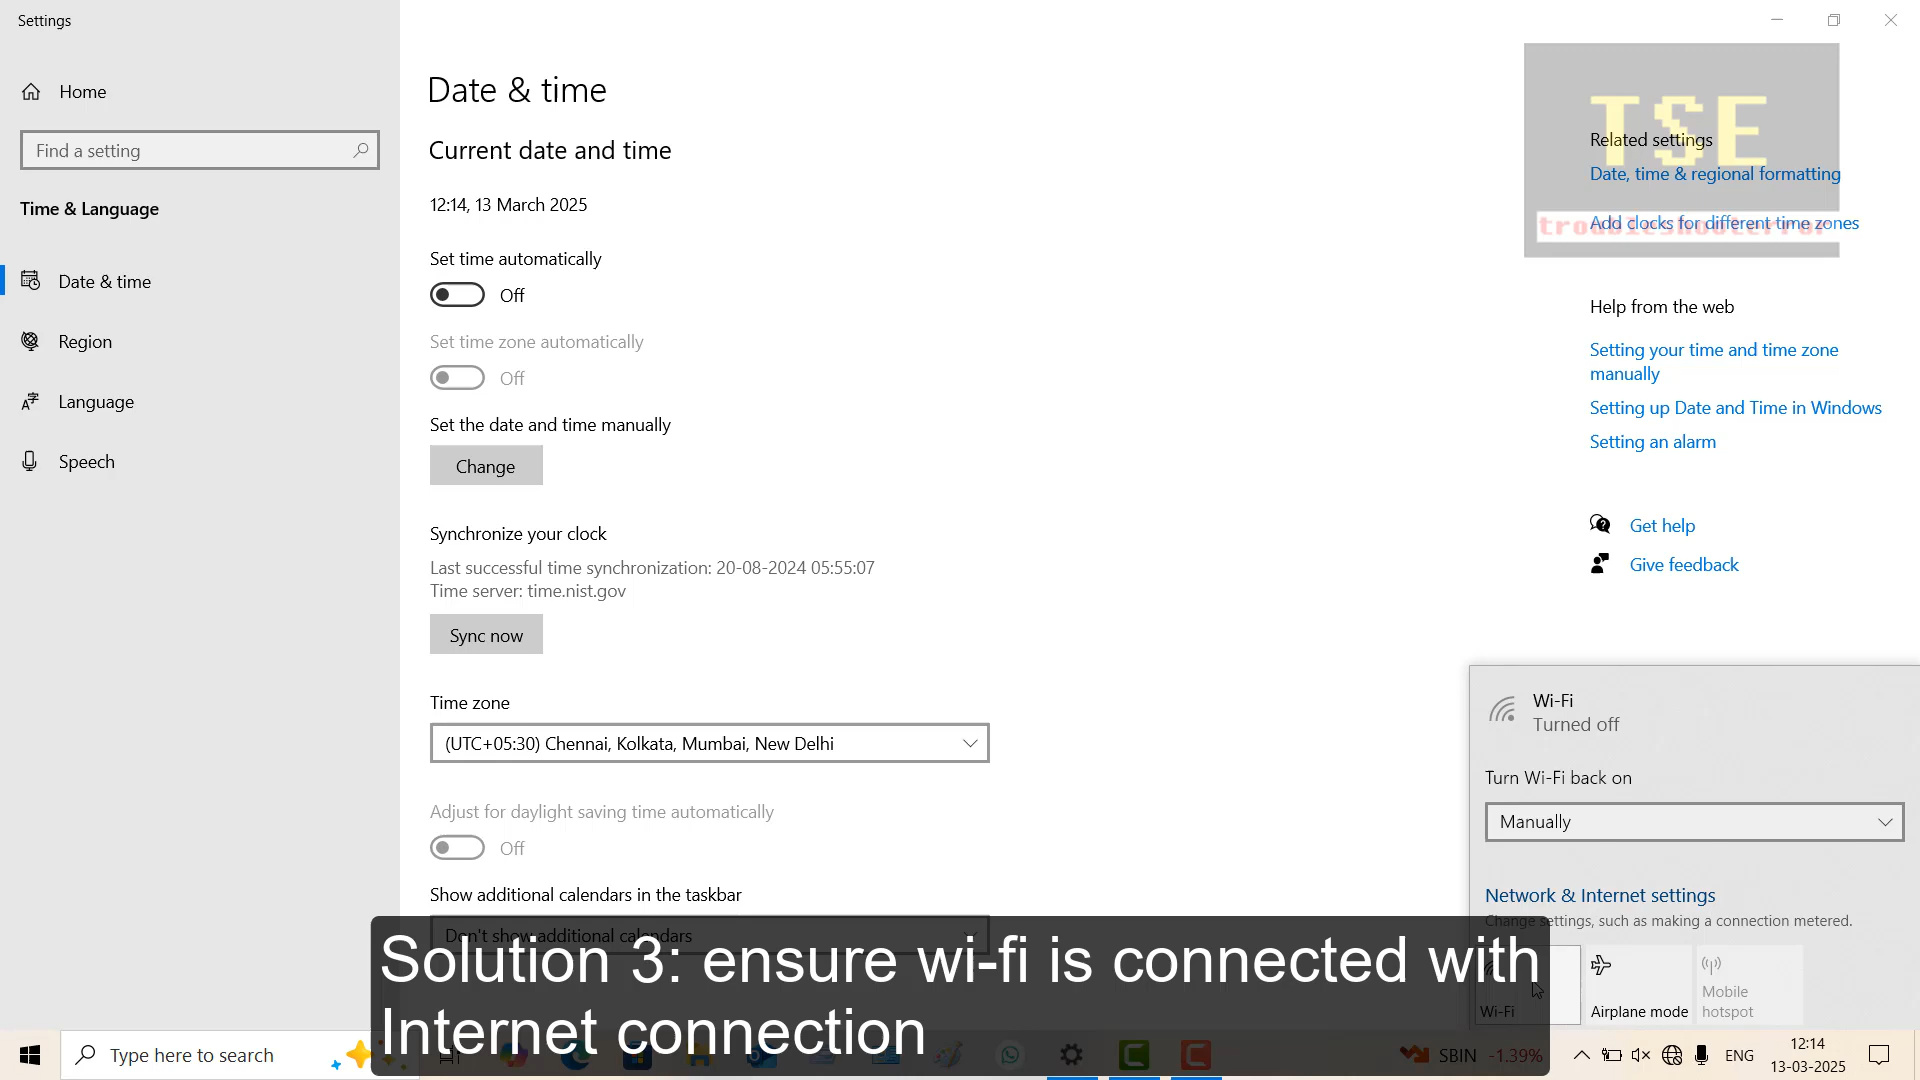 Settings
Home
Find a setting
Time & Language
Date & time
Region
Language
Speech
Date & time
Current date and time
12:14, 13 March 2025
Set time automatically
Off
Set time zone automatically
Off
Set the date and time manually
Change
Synchronize your clock
Last successful time synchronization: 20-08-2024 05:55:07
Time server: time.nist.gov
Sync now
Time zone
(UTC+05:30) Chennai, Kolkata, Mumbai, New Delhi
Adjust for daylight saving time automatically
Off
Show additional calendars in the taskbar
Don't show additional calendars
TSE
Related settings
Date, time & regional formatting
Add clocks for different time zones
troubleshooterror
Help from the web
Setting your time and time zone
manually
Setting up Date and Time in Windows
Setting an alarm
Get help
Give feedback
Wi-Fi
Turned off
Turn Wi-Fi back on
Manually
Network & Internet settings
Change settings, such as making a connection metered.
Wi-Fi
Airplane mode
Mobile
hotspot
Solution 3: ensure wi-fi is connected with
Internet connection
Type here to search
SBIN -1.39%
ENG
12:14
13-03-2025